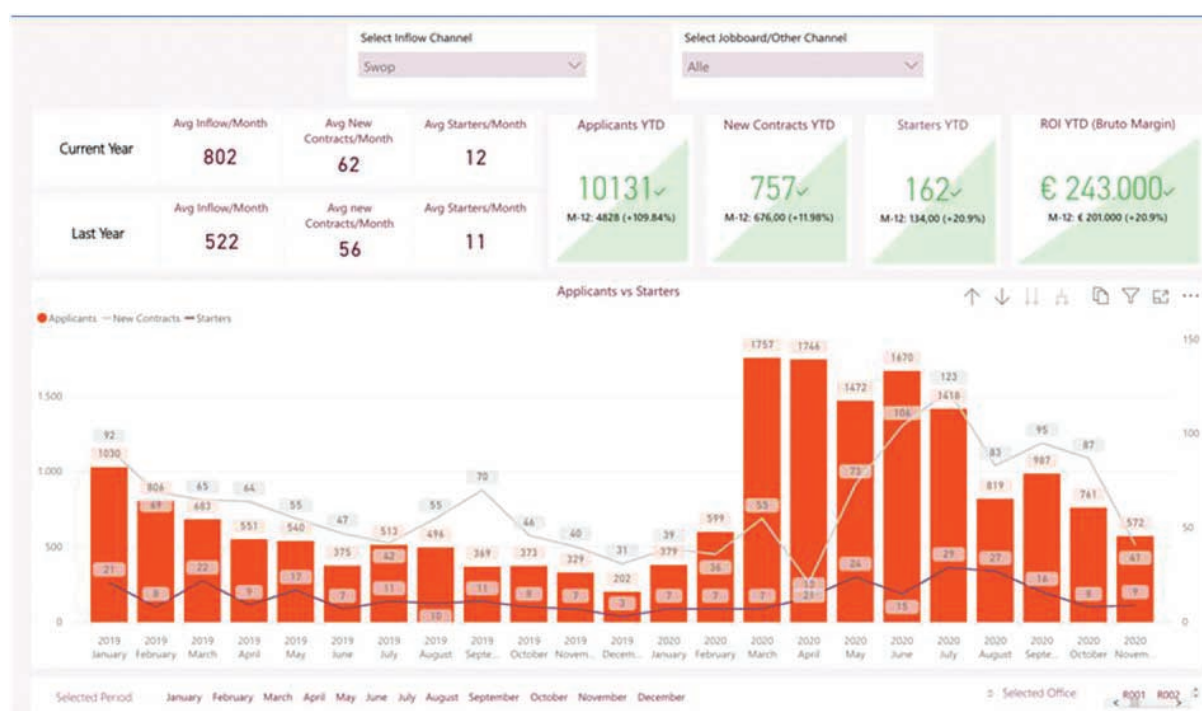 Select Inflow Channel
Select Jobboard/Other Channel
Swop
Alle
Current Year
Avg Inflow/Month
802
Avg New Contracts/Month
62
Avg Starters/Month
12
Last Year
Avg Inflow/Month
522
Avg new Contracts/Month
56
Avg Starters/Month
11
Applicants YTD
10131
M-12: 4828 (+109.84%)
New Contracts YTD
757
M-12: 676,00 (+11.98%)
Starters YTD
162
M-12: 134,00 (+20.9%)
ROI YTD (Bruto Margin)
€ 243.000
M-12: € 201.000 (+20.9%)
Applicants vs Starters
Applicants New Contracts Starters
1.500
1.000
500
0
150
100
50
0
92 69 65 64 55 47 42 55 70 46 40 31 39 36 55 73 106 123 83 95 87 41
1030 806 683 551 540 375 513 496 369 373 329 202 379 599 1757 1746 1472 1670 1418 819 987 761 572
21 8 22 9 17 7 11 10 11 8 7 3 7 7 7 24 15 29 27 16 8 9
2019 January
2019 February
2019 March
2019 April
2019 May
2019 June
2019 July
2019 August
2019 Septe...
2019 October
2019 Novem...
2019 Decem...
2020 January
2020 February
2020 March
2020 April
2020 May
2020 June
2020 July
2020 August
2020 Septe...
2020 October
2020 Novem...
Selected Period January February March April May June July August September October November December
Selected Office R001 R002